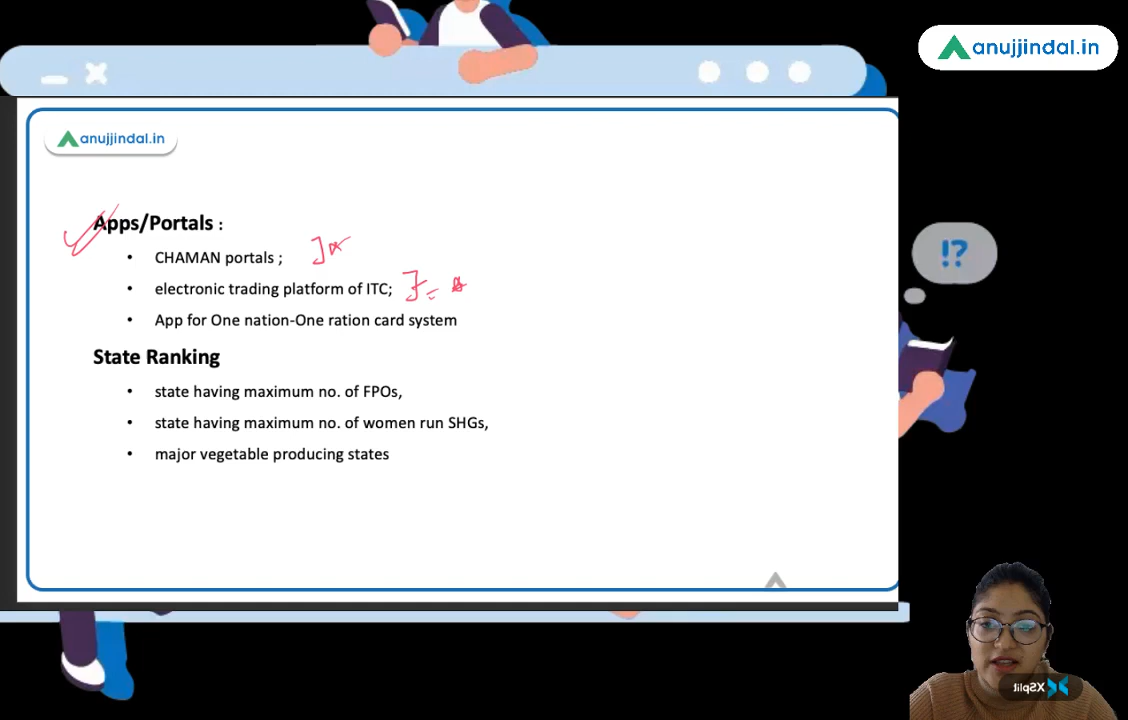 anujjindal.in
anujjindal.in
Apps/Portals :
• CHAMAN portals ;
• electronic trading platform of ITC;
• App for One nation-One ration card system
!?
State Ranking
• state having maximum no. of FPOs,
• state having maximum no. of women run SHGs,
• major vegetable producing states
XSplit